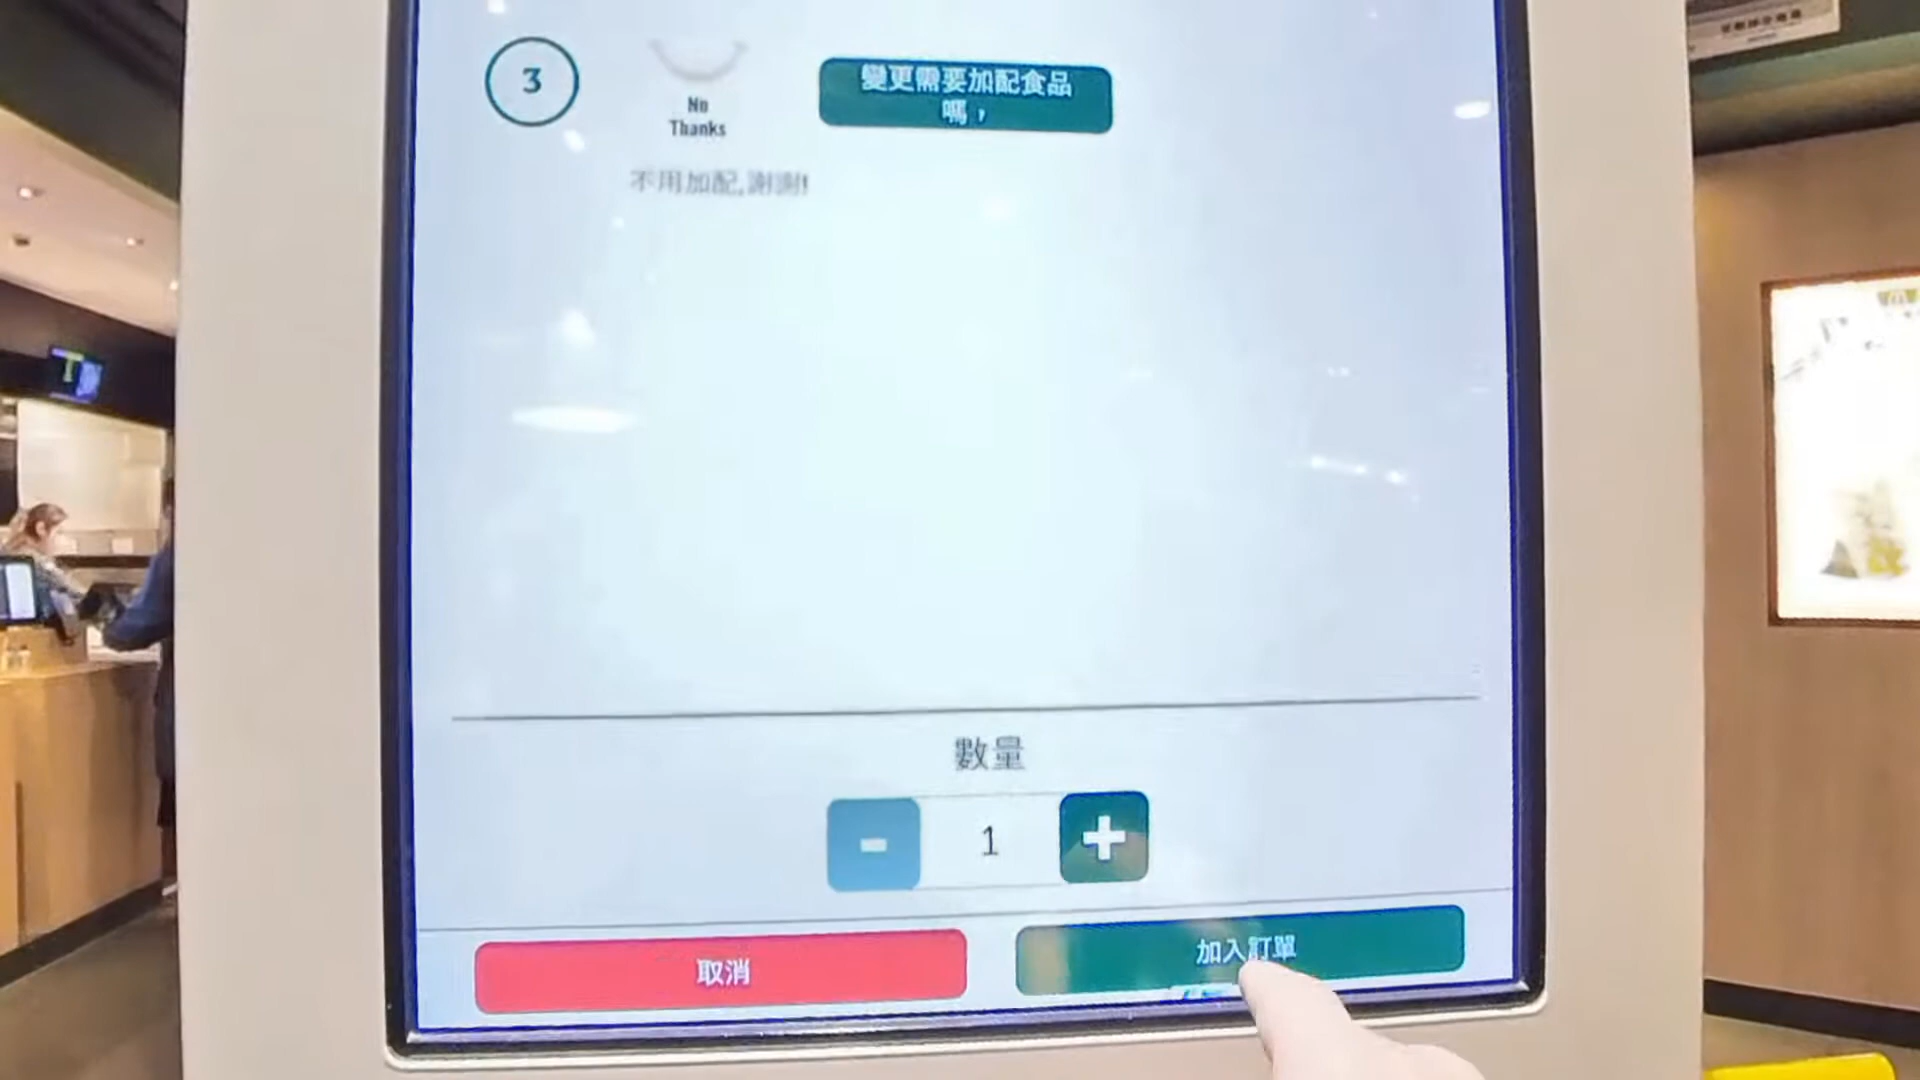 3
No
Thanks
變更需要加配食品
嗎，
不用加配,謝謝!
數量
-
1
+
取消
加入訂單